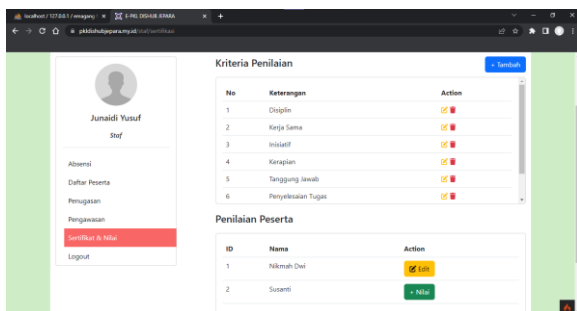 localhost / 127.0.0.1 / emagang
E-PKL DISHUB JEPARA
pkldishubjepara.my.id/staf/sertifikasi
Junaidi Yusuf
Staf
Absensi
Daftar Peserta
Penugasan
Pengawasan
Sertifikat & Nilai
Logout
Kriteria Penilaian
+ Tambah
No Keterangan Action
1 Disiplin
2 Kerja Sama
3 Inisiatif
4 Kerapian
5 Tanggung Jawab
6 Penyelesaian Tugas
Penilaian Peserta
ID Nama Action
1 Nikmah Dwi Edit
2 Susanti + Nilai